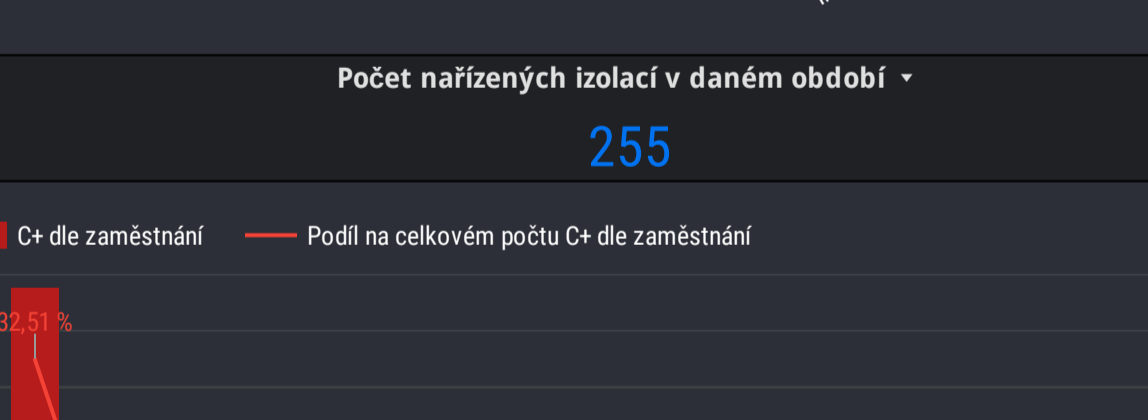 Počet nařízených izolací v daném období
255
C+ dle zaměstnání
Podíl na celkovém počtu C+ dle zaměstnání
32,51 %